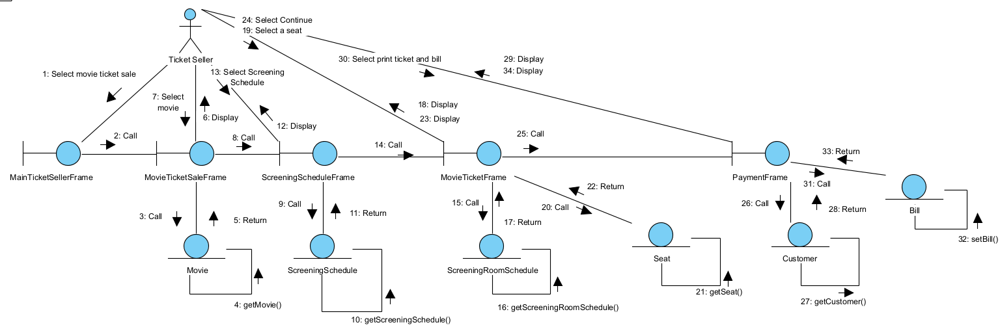 24: Select Continue
19: Select a seat
Ticket Seller
30: Select print ticket and bill
29: Display
34: Display
1: Select movie ticket sale
13: Select Screening
Schedule
7: Select
movie
6: Display
12: Display
18: Display
23: Display
2: Call
8: Call
14: Call
25: Call
33: Return
MainTicketSellerFrame
MovieTicketSaleFrame
ScreeningScheduleFrame
MovieTicketFrame
PaymentFrame
31: Call
22: Return
20: Call
3: Call
5: Return
9: Call
11: Return
15: Call
17: Return
26: Call
28: Return
Bill
32: setBill()
Movie
ScreeningSchedule
ScreeningRoomSchedule
Seat
Customer
4: getMovie()
10: getScreeningSchedule()
16: getScreeningRoomSchedule()
21: getSeat()
27: getCustomer()